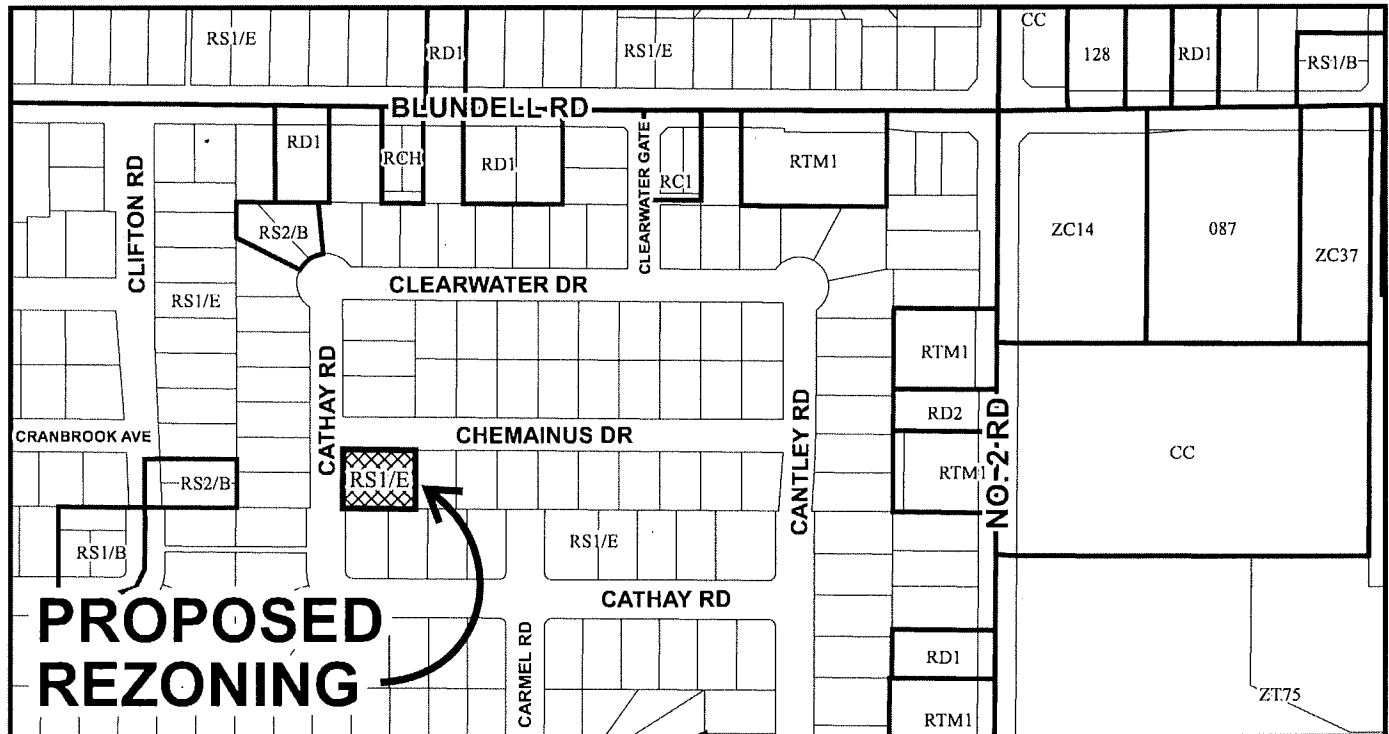 RS1/E
RD1
RS1/E
CC
128
RD1
RS1/B
BLUNDELL RD
CLIFTON RD
RD1
RCH
RD1
CLEARWATER GATE
RC1
RTM1
RS2/B
ZC14
087
ZC37
RS1/E
CLEARWATER DR
CATHAY RD
RTM1
RD2
NO. 2 RD
CC
CRANBROOK AVE
CHEMAINUS DR
CANTLEY RD
RS2/B
RS1/E
RTM1
RS1/B
RS1/E
PROPOSED
REZONING
CATHAY RD
CARMEL RD
RD1
RTM1
ZT75